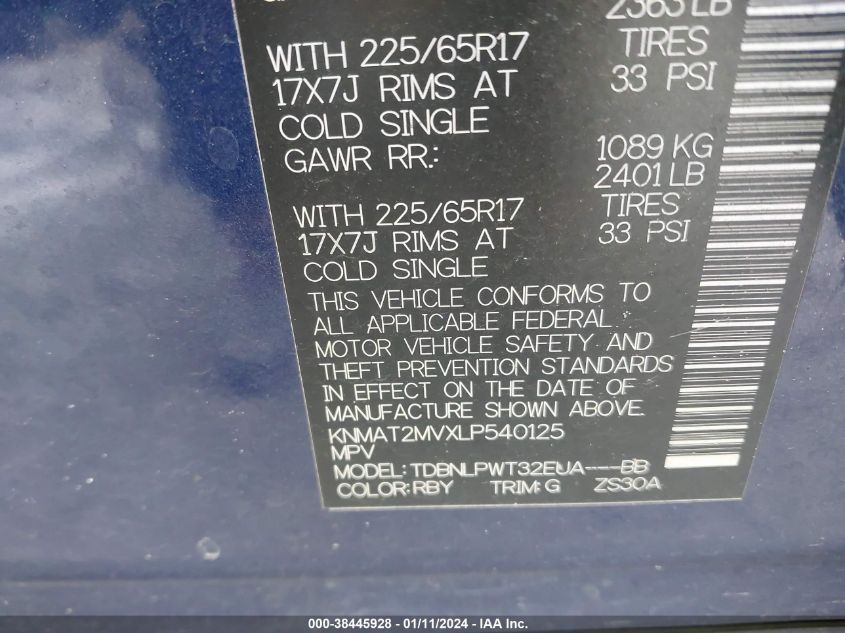 2363 LB
WITH 225/65R17 TIRES
17X7J RIMS AT 33 PSI
COLD SINGLE
GAWR RR: 1089 KG
2401 LB
WITH 225/65R17 TIRES
17X7J RIMS AT 33 PSI
COLD SINGLE
THIS VEHICLE CONFORMS TO
ALL APPLICABLE FEDERAL
MOTOR VEHICLE SAFETY AND
THEFT PREVENTION STANDARDS
IN EFFECT ON THE DATE OF
MANUFACTURE SHOWN ABOVE.
KNMAT2MVXLP540125
MPV
MODEL: TDBNLPWT32EUA----BB
COLOR: RBY TRIM: G ZS30A
000-38445928 - 01/11/2024 - IAA Inc.